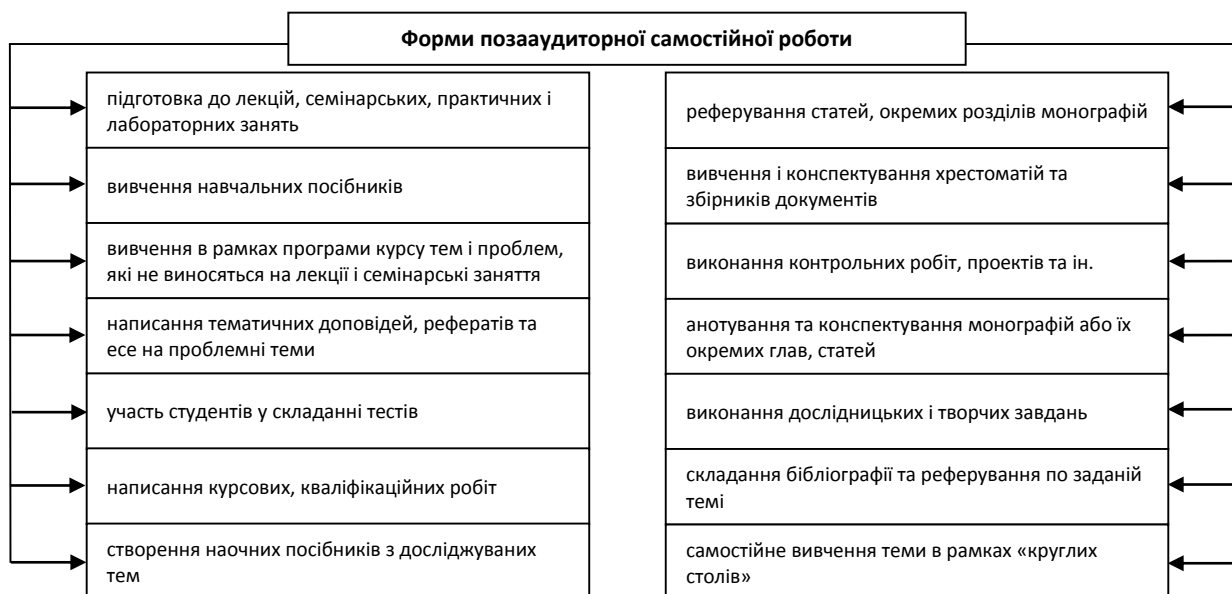 Форми позааудиторної самостійної роботи
підготовка до лекцій, семінарських, практичних і
лабораторних занять
вивчення навчальних посібників
вивчення в рамках програми курсу тем і проблем,
які не виносяться на лекції і семінарські заняття
написання тематичних доповідей, рефератів та
есе на проблемні теми
участь студентів у складанні тестів
написання курсових, кваліфікаційних робіт
створення наочних посібників з досліджуваних
тем
реферування статей, окремих розділів монографій
вивчення і конспектування хрестоматій та
збірників документів
виконання контрольних робіт, проектів та ін.
анотування та конспектування монографій або їх
окремих глав, статей
виконання дослідницьких і творчих завдань
складання бібліографії та реферування по заданій
темі
самостійне вивчення теми в рамках «круглих
столів»